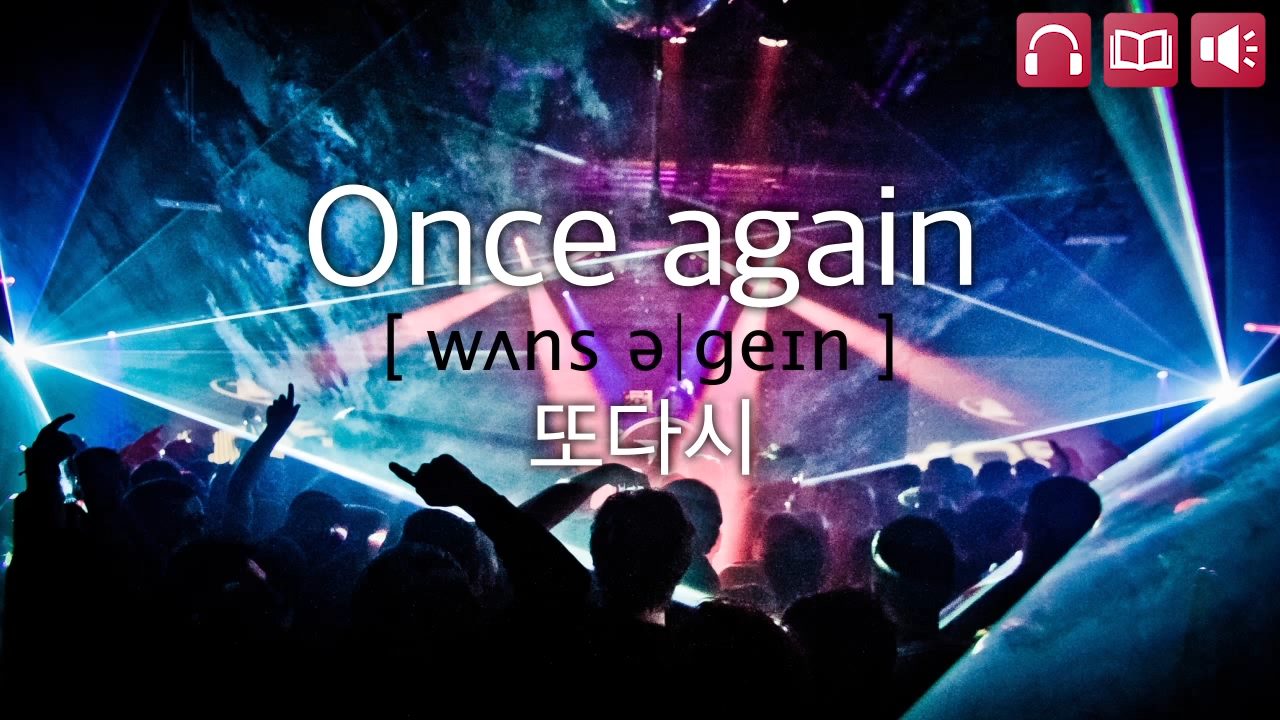 Once again
[ wʌns ə|geɪn ]
또다시